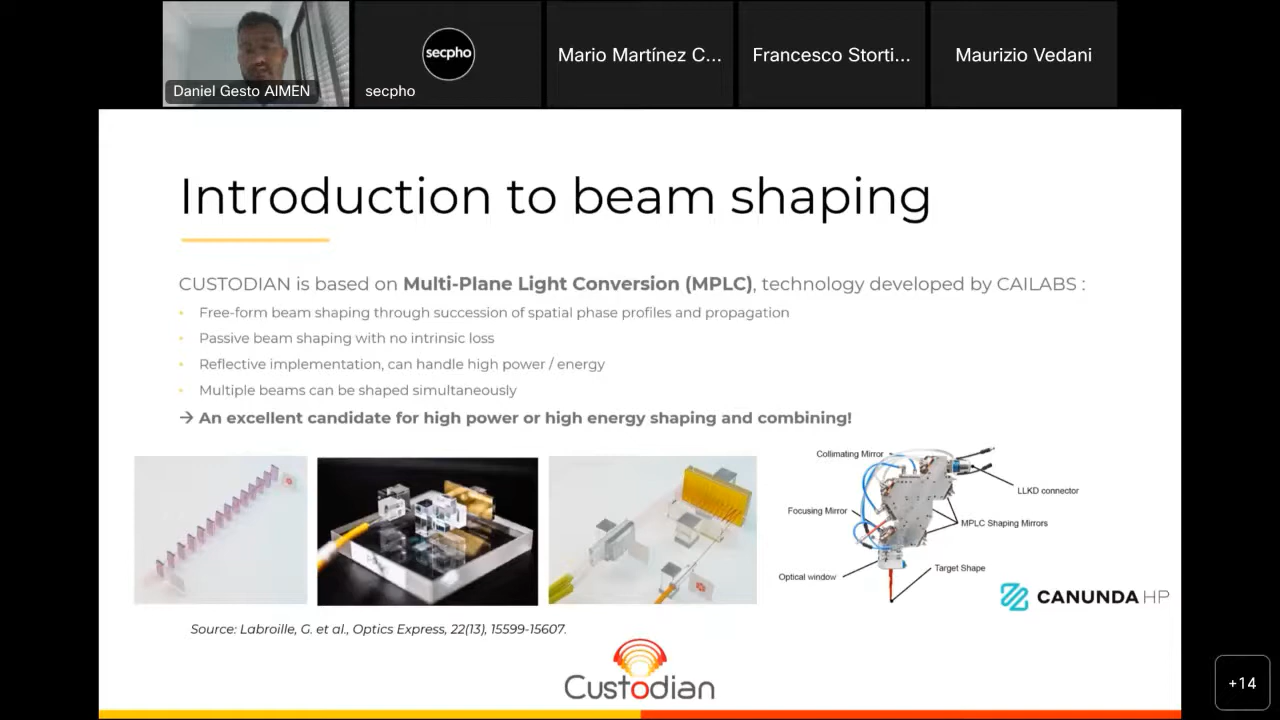 Daniel Gesto AIMEN
secpho
secpho
Mario Martínez C...
Francesco Storti...
Maurizio Vedani
Introduction to beam shaping
CUSTODIAN is based on Multi-Plane Light Conversion (MPLC), technology developed by CAILABS :
• Free-form beam shaping through succession of spatial phase profiles and propagation
• Passive beam shaping with no intrinsic loss
• Reflective implementation, can handle high power / energy
• Multiple beams can be shaped simultaneously
→ An excellent candidate for high power or high energy shaping and combining!
Collimating Mirror
LLKD connector
Focusing Mirror
MPLC Shaping Mirrors
Target Shape
Optical window
CANUNDA HP
Source: Labroille, G. et al., Optics Express, 22(13), 15599-15607.
Custodian
+14